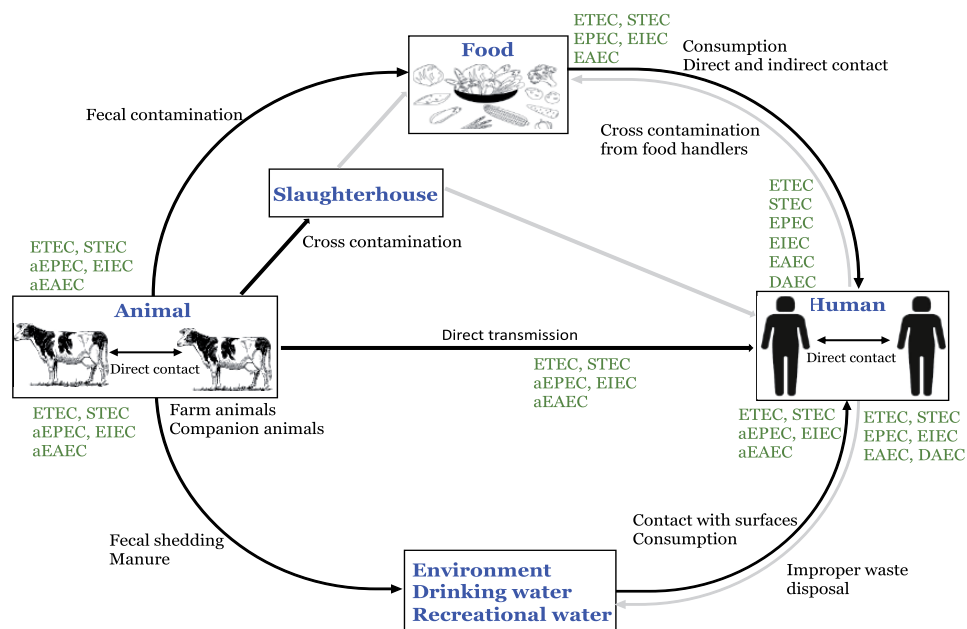 ETEC, STEC
EPEC, EIEC
EAEC
Food
Consumption
Direct and indirect contact
Fecal contamination
Cross contamination
from food handlers
Slaughterhouse
Cross contamination
ETEC
STEC
EPEC
EIEC
EAEC
DAEC
ETEC, STEC
aEPEC, EIEC
aEAEC
Animal
Direct contact
Direct transmission
ETEC, STEC
aEPEC, EIEC
aEAEC
Human
Direct contact
ETEC, STEC
aEPEC, EIEC
aEAEC
Farm animals
Companion animals
ETEC, STEC
aEPEC, EIEC
aEAEC
ETEC, STEC
EPEC, EIEC
EAEC, DAEC
Fecal shedding
Manure
Contact with surfaces
Consumption
Environment
Drinking water
Recreational water
Improper waste
disposal